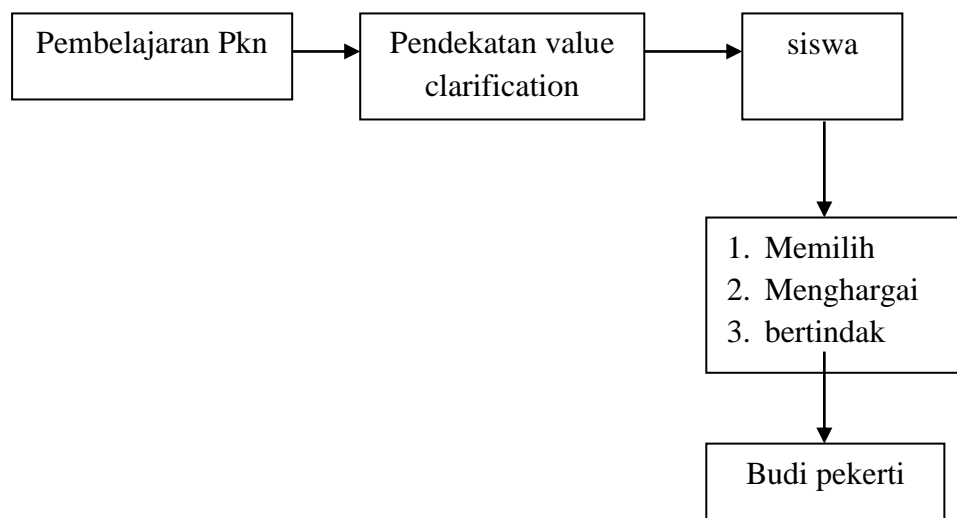 Pembelajaran Pkn
Pendekatan value
clarification
siswa
1. Memilih
2. Menghargai
3. bertindak
Budi pekerti